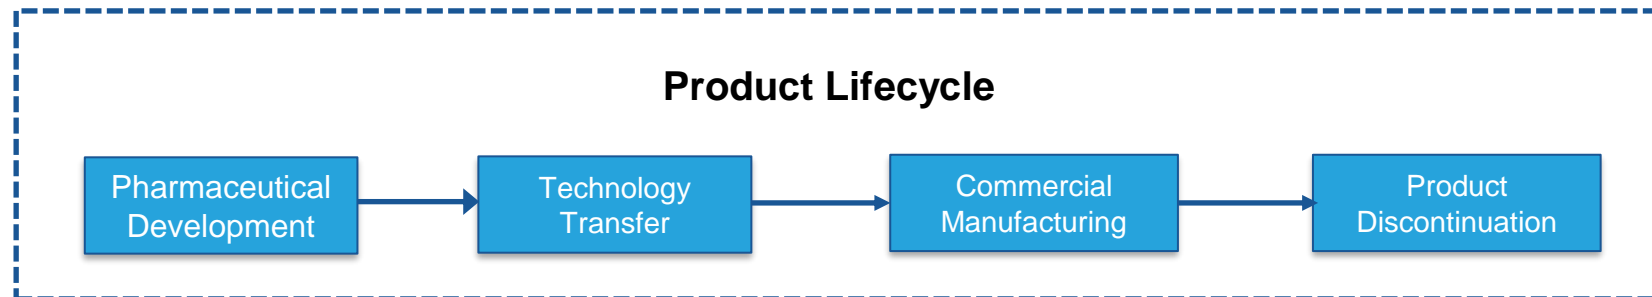 Product Lifecycle
Pharmaceutical
Development
Technology
Transfer
Commercial
Manufacturing
Product
Discontinuation